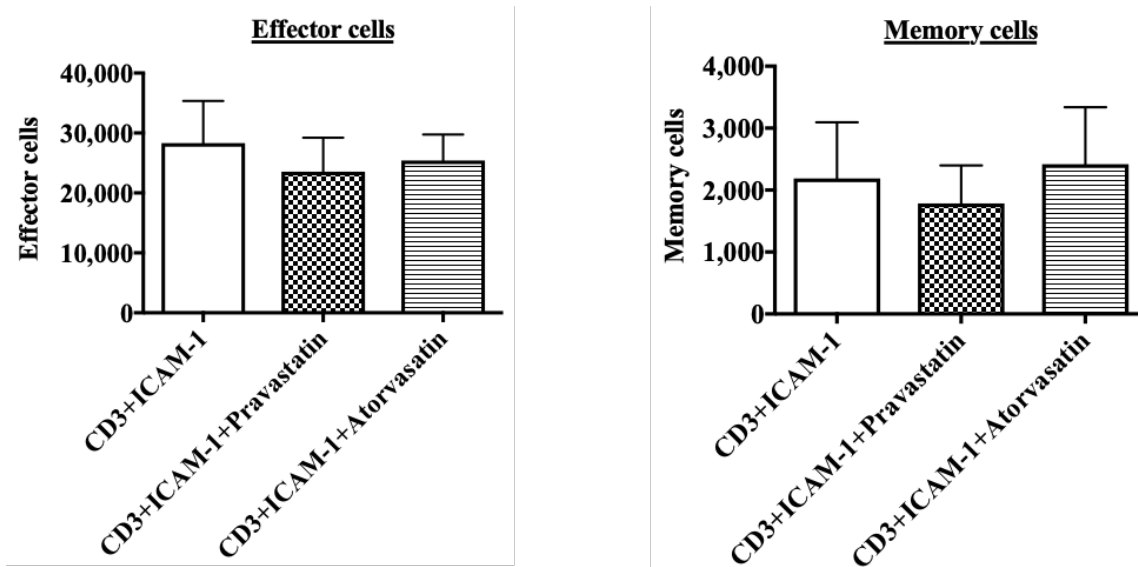 Effector cells
Effector cells
40,000
30,000
20,000
10,000
0
CD3+ICAM-1
CD3+ICAM-1+Pravastatin
CD3+ICAM-1+Atorvasatin
Memory cells
Memory cells
4,000
3,000
2,000
1,000
0
CD3+ICAM-1
CD3+ICAM-1+Pravastatin
CD3+ICAM-1+Atorvasatin